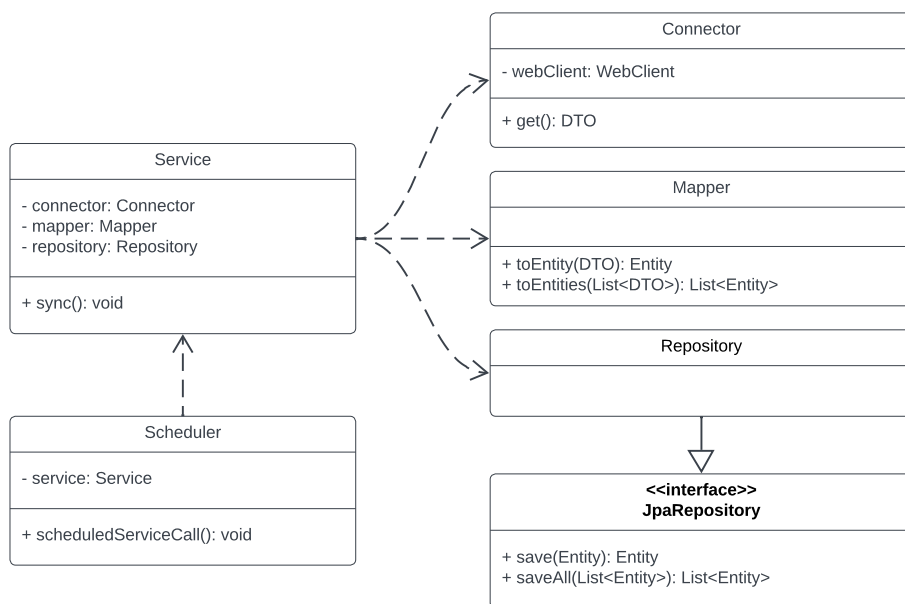 Connector
- webClient: WebClient
+ get(): DTO
Service
- connector: Connector
- mapper: Mapper
- repository: Repository
+ sync(): void
Mapper
+ toEntity(DTO): Entity
+ toEntities(List<DTO>): List<Entity>
Repository
Scheduler
- service: Service
+ scheduledServiceCall(): void
<<interface>>
JpaRepository
+ save(Entity): Entity
+ saveAll(List<Entity>): List<Entity>